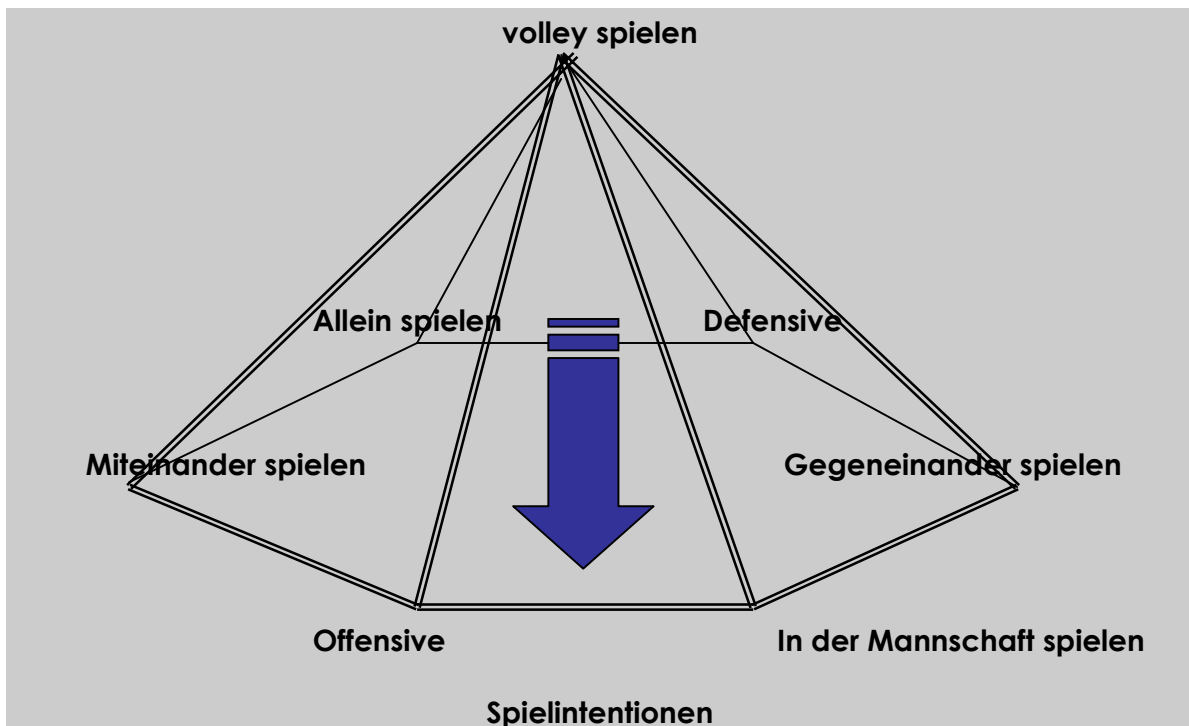 volley spielen
Allein spielen
Defensive
Miteinander spielen
Gegeneinander spielen
Offensive
In der Mannschaft spielen
Spielintentionen